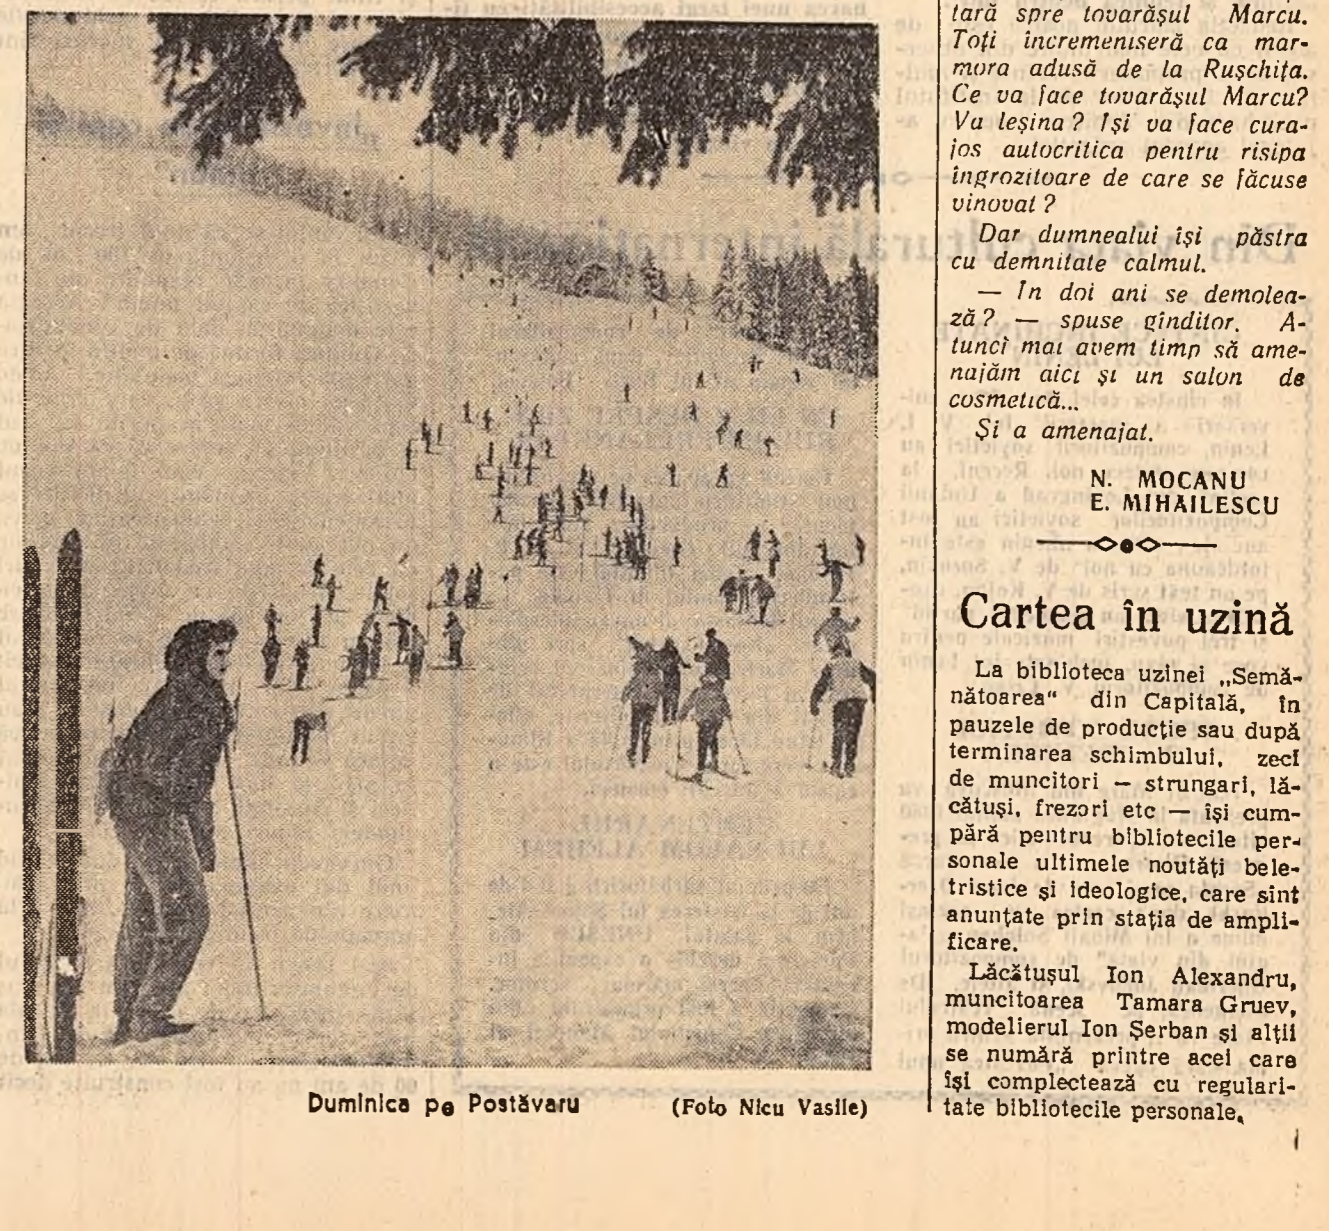 Duminica pe Postăvaru
(Foto Nicu Vasile)
tară spre tovarășul Marcu.
Toți încremeniseră ca mar-
mora adusă de la Rușchița.
Ce va face tovarășul Marcu?
Va leșina? Iși va face cura-
jos autocritica pentru risipa
îngrozitoare de care se făcuse
vinovat?
Dar dumnealui își păstra
cu demnitate calmul.
— In doi ani se demolea-
ză? — spuse gînditor. A-
tunci mai avem timp să ame-
najăm aici și un salon de
cosmetică...
Și a amenajat.
N. MOCANU
E. MIHAILESCU
Cartea în uzină
La biblioteca uzinei „Semă-
nătoarea“ din Capitală, în
pauzele de producție sau după
terminarea schimbului, zeci
de muncitori — strungari, lă-
cătuși, frezori etc — își cum-
pără pentru bibliotecile per-
sonale ultimele noutăți bele-
tristice și ideologice, care sint
anunțate prin stația de ampli-
ficare.
Lăcătușul Ion Alexandru,
muncitoarea Tamara Gruev,
modelierul Ion Șerban și alții
se numără printre acei care
își complectează cu regulari-
tate bibliotecile personale.